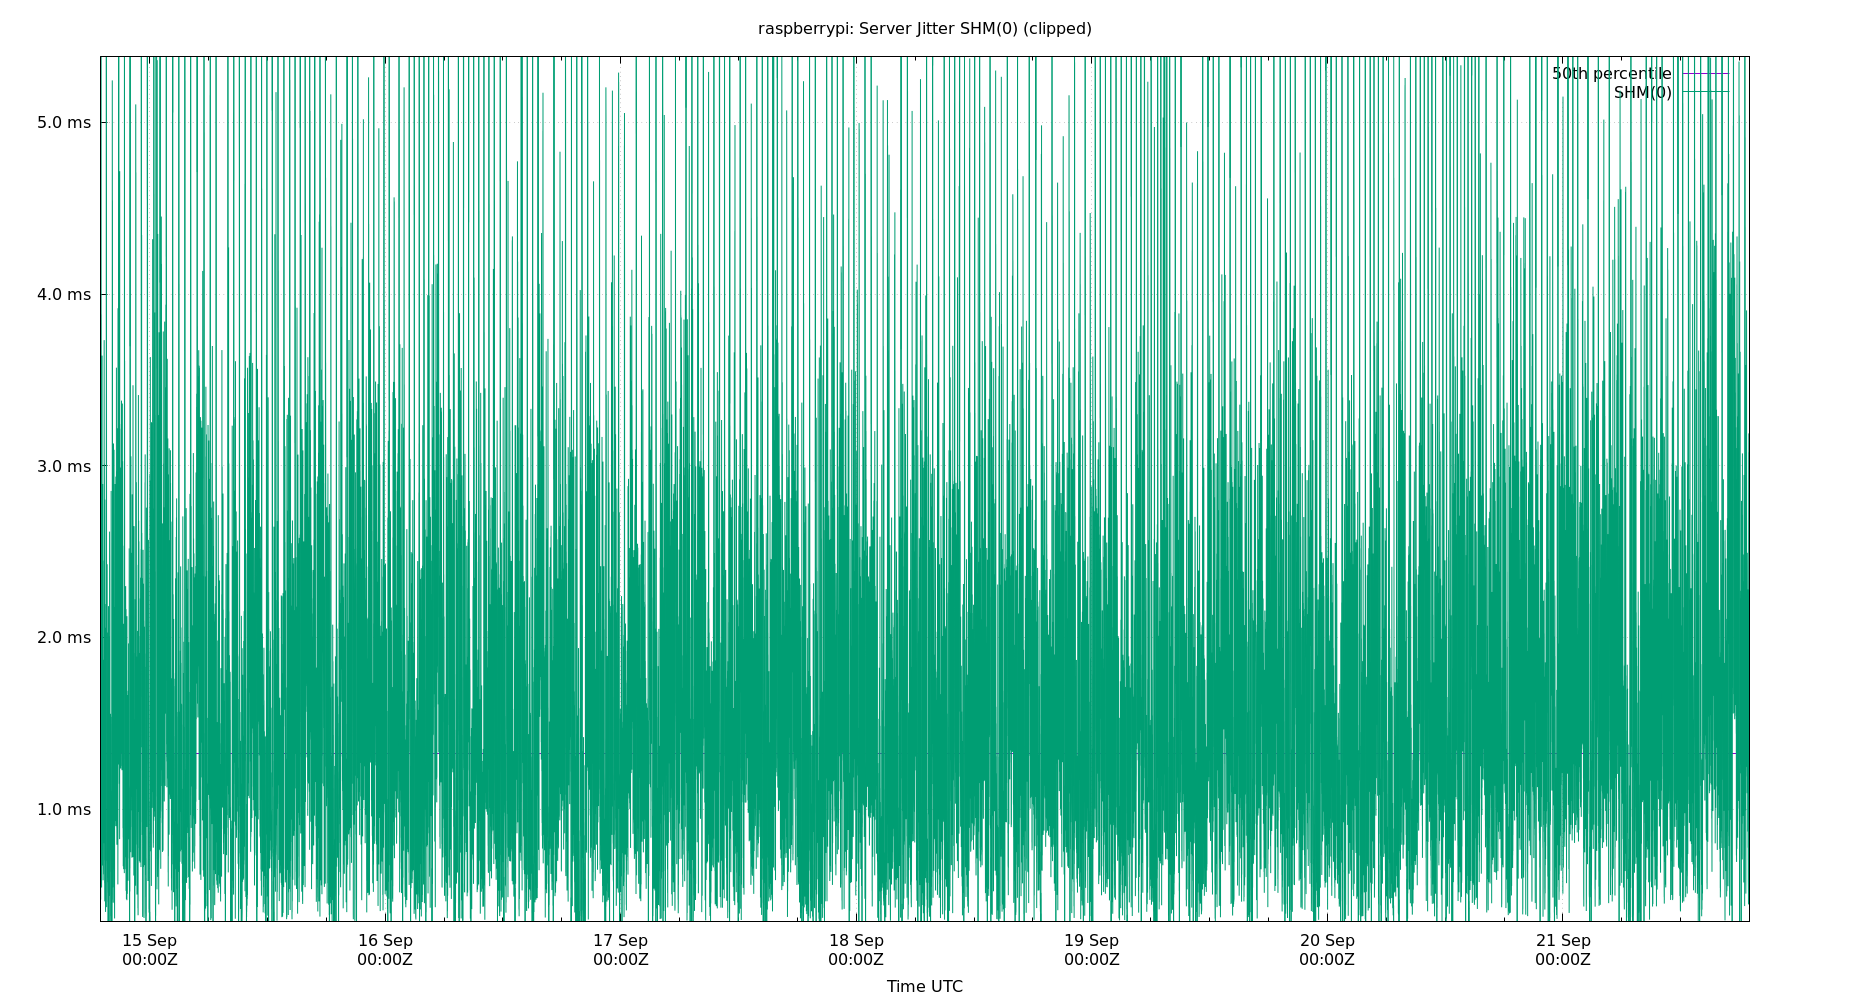 raspberrypi: Server Jitter SHM(0) (clipped)
50th percentile
SHM(0)
5.0 ms
4.0 ms
3.0 ms
2.0 ms
1.0 ms
15 Sep 16 Sep 17 Sep 18 Sep 19 Sep 20 Sep 21 Sep
00:00Z 00:00Z 00:00Z 00:00Z 00:00Z 00:00Z 00:00Z
Time UTC